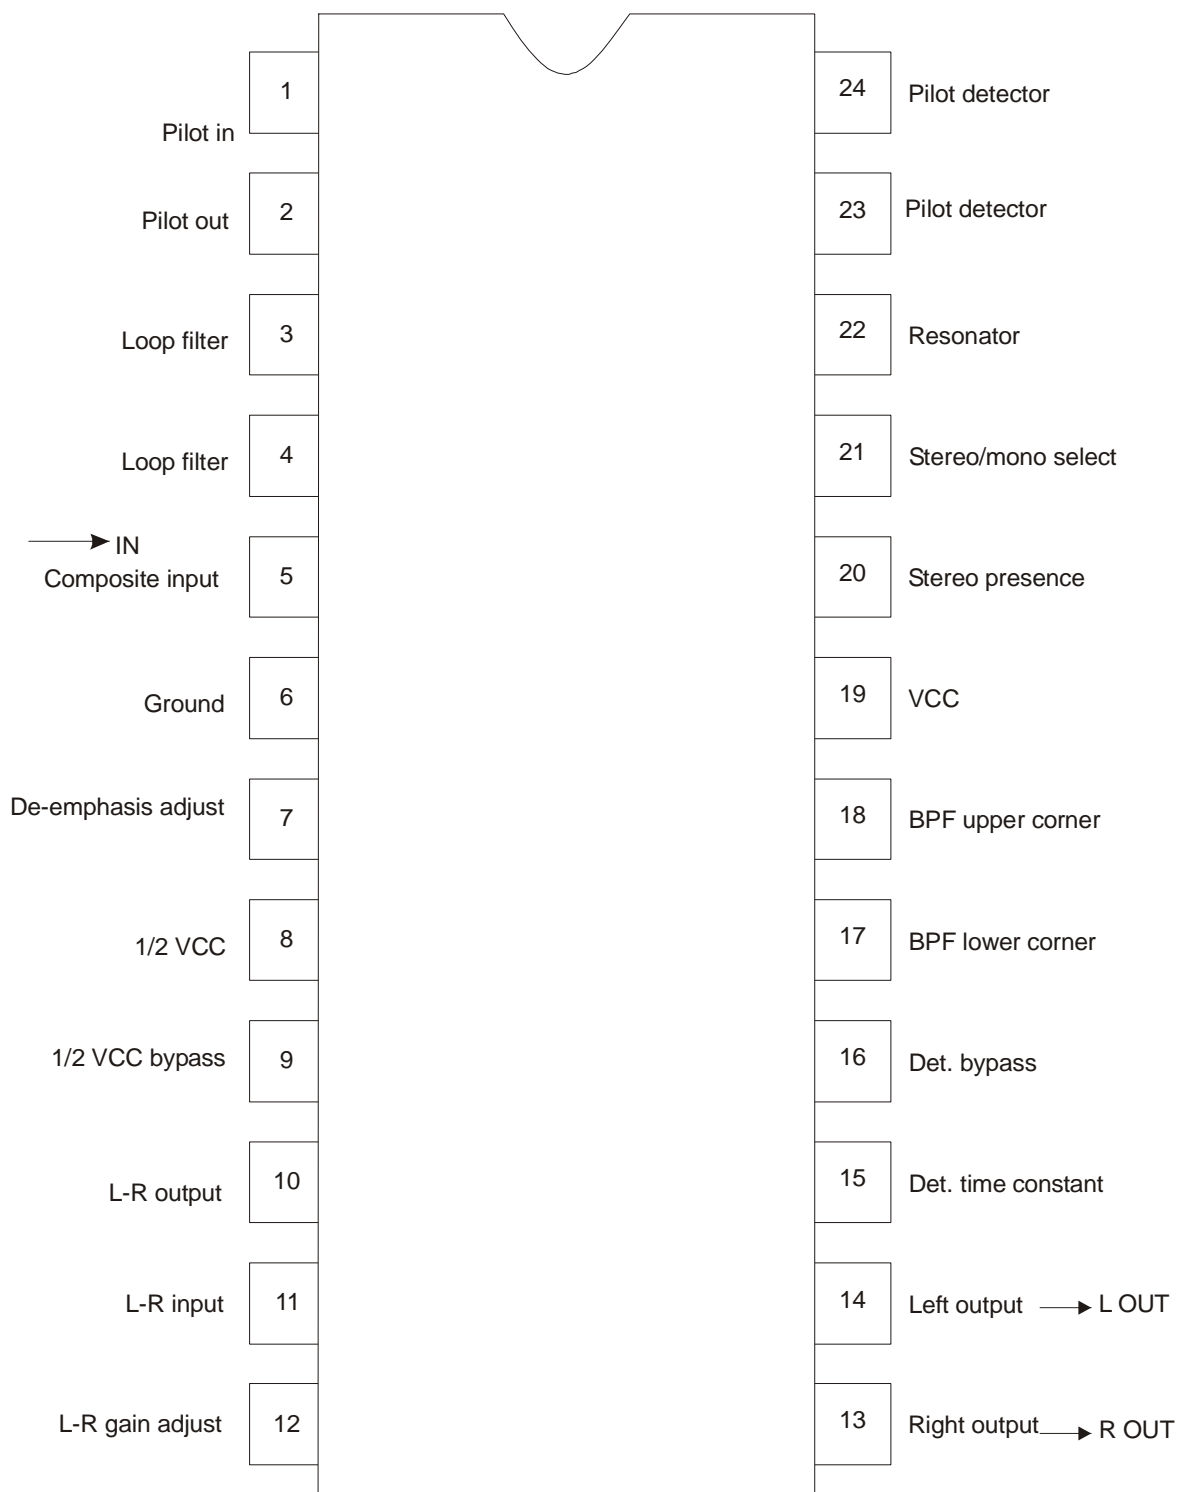 1
Pilot in
2
Pilot out
3
Loop filter
4
Loop filter
IN
Composite input
5
6
Ground
7
De-emphasis adjust
8
1/2 VCC
9
1/2 VCC bypass
10
L-R output
11
L-R input
12
L-R gain adjust
24
Pilot detector
23
Pilot detector
22
Resonator
21
Stereo/mono select
20
Stereo presence
19
VCC
18
BPF upper corner
17
BPF lower corner
16
Det. bypass
15
Det. time constant
14
Left output
L OUT
13
Right output
R OUT